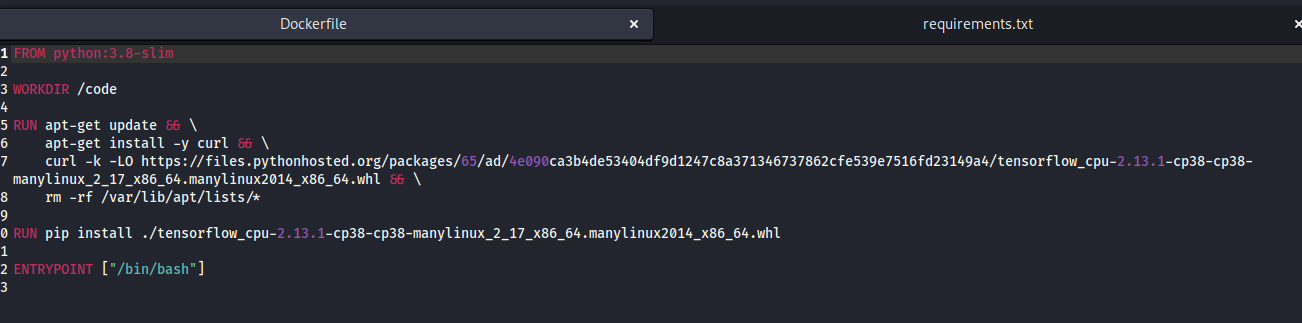 Dockerfile × requirements.txt ×
1 FROM python:3.8-slim
2
3 WORKDIR /code
4
5 RUN apt-get update && \
6     apt-get install -y curl && \
7     curl -k -LO https://files.pythonhosted.org/packages/65/ad/4e090ca3b4de53404df9d1247c8a371346737862cfe539e7516fd23149a4/tensorflow_cpu-2.13.1-cp38-cp38-
manylinux_2_17_x86_64.manylinux2014_x86_64.whl && \
8     rm -rf /var/lib/apt/lists/*
9
0 RUN pip install ./tensorflow_cpu-2.13.1-cp38-cp38-manylinux_2_17_x86_64.manylinux2014_x86_64.whl
1
2 ENTRYPOINT ["/bin/bash"]
3